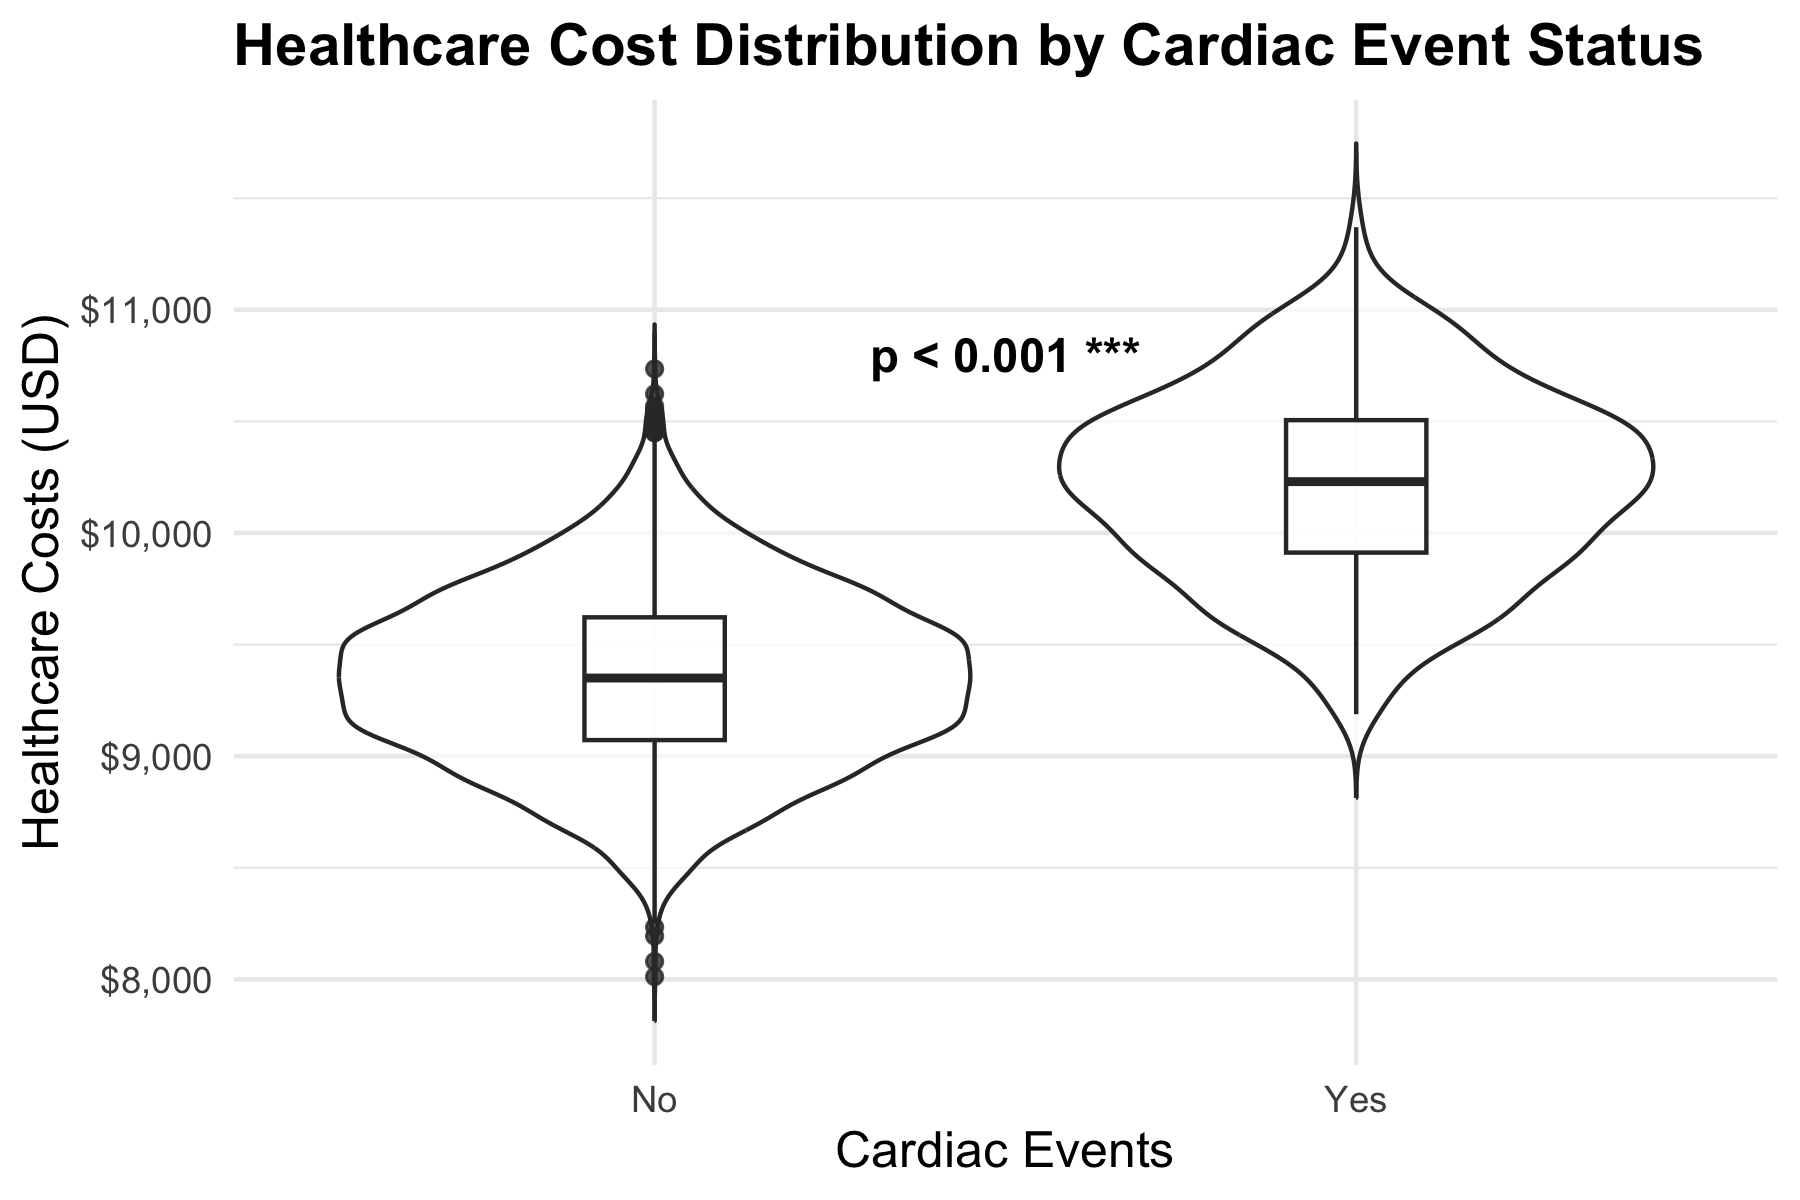 Healthcare Cost Distribution by Cardiac Event Status
Healthcare Costs (USD)
$11,000
$10,000
$9,000
$8,000
p < 0.001 ***
No
Yes
Cardiac Events